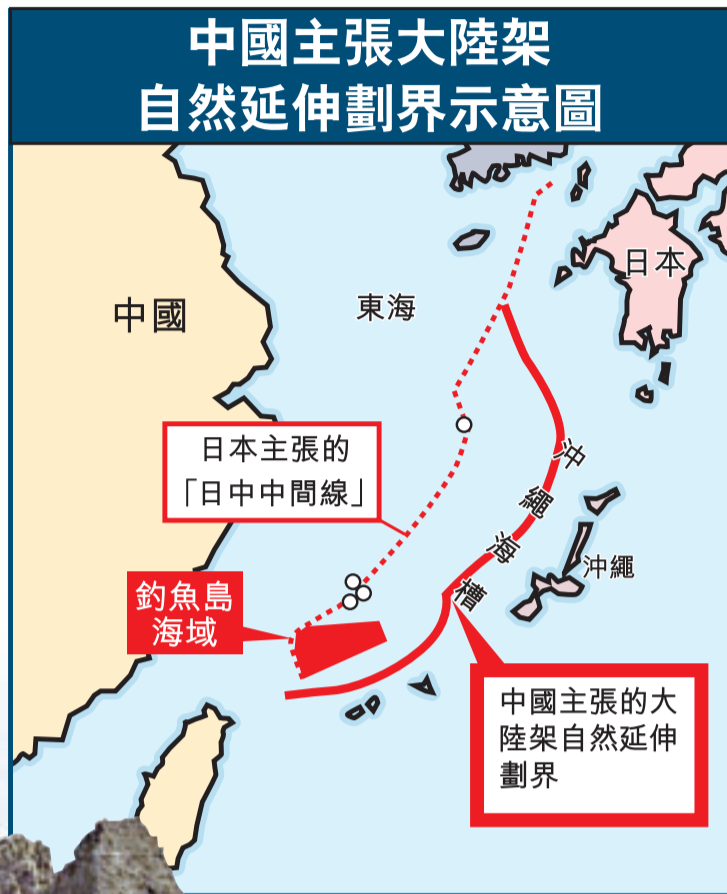 中國主張大陸架
自然延伸劃界示意圖
中國
東海
日本
日本主張的
「日中中間線」
沖繩海槽
沖繩
釣魚島
海域
中國主張的大
陸架自然延伸
劃界